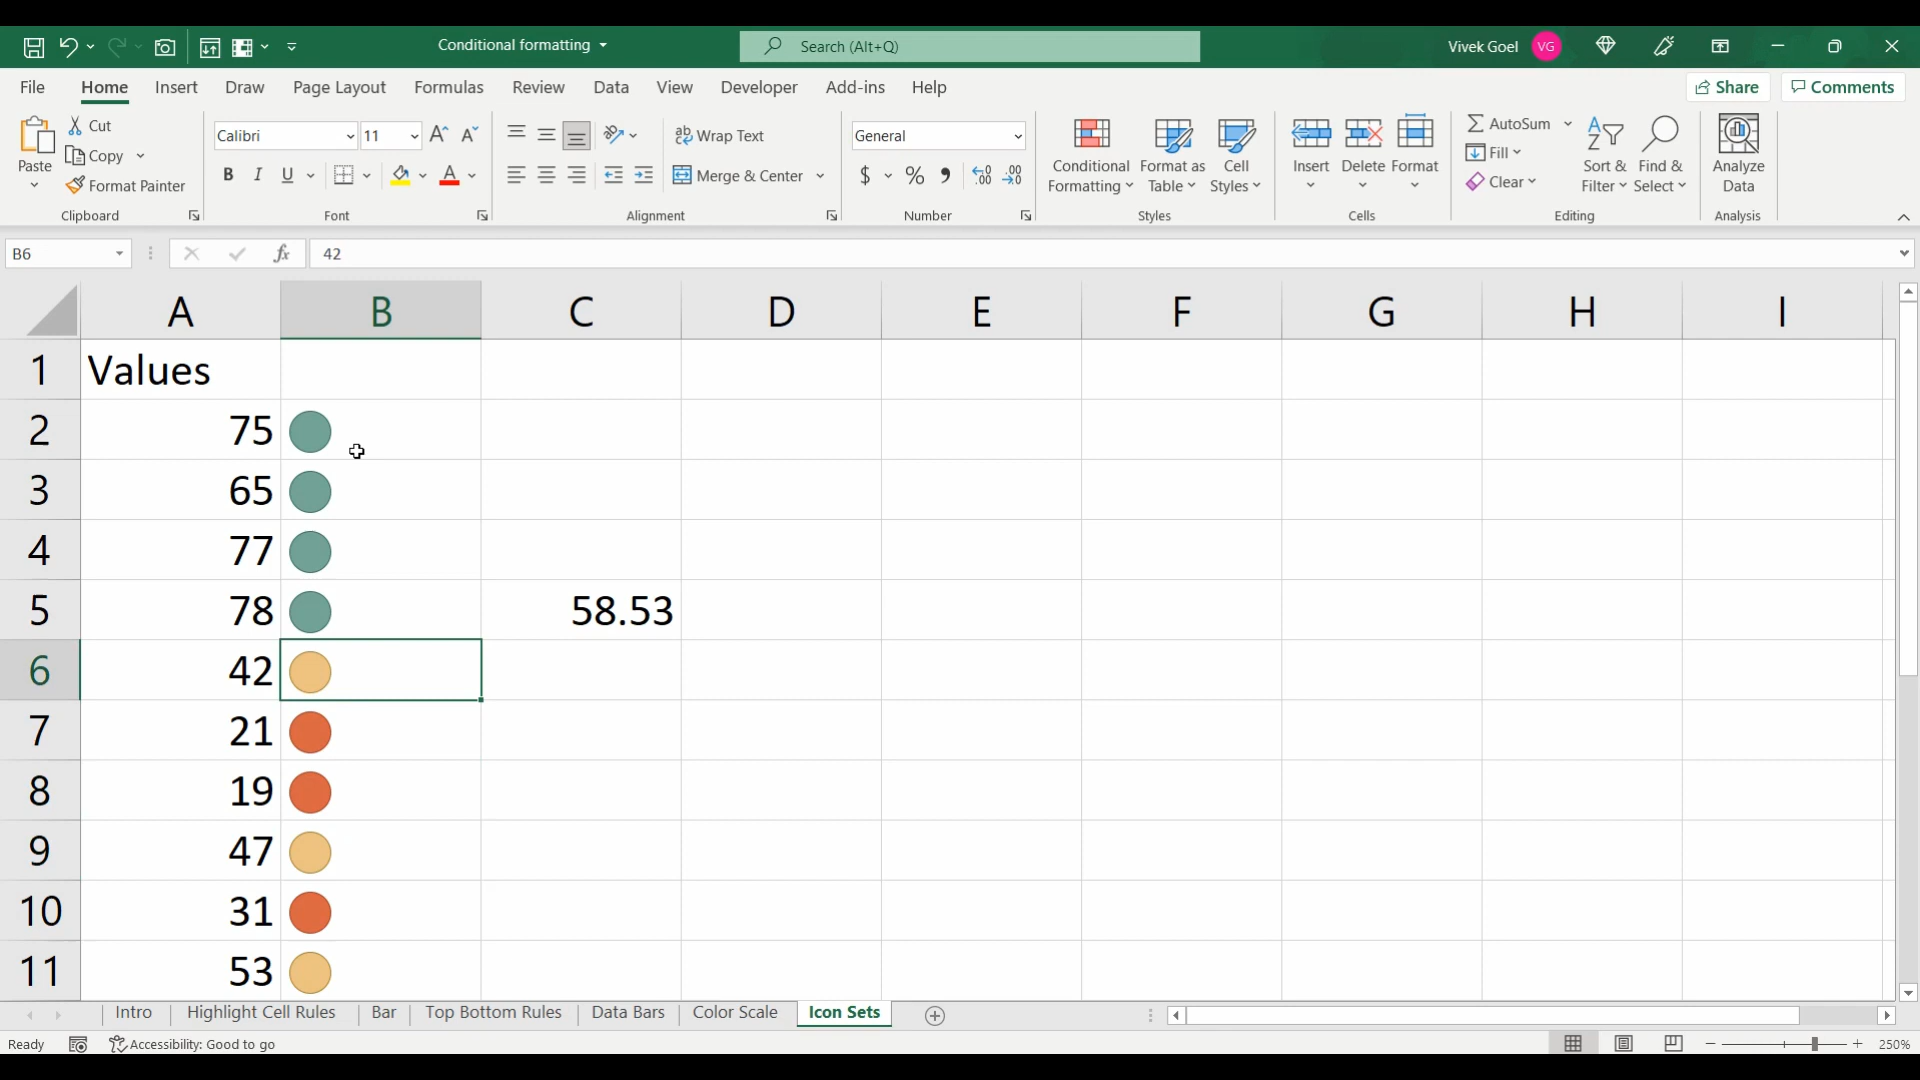 Conditional formatting
Search (Alt+Q)
Vivek Goel VG
File Home Insert Draw Page Layout Formulas Review Data View Developer Add-ins Help Share Comments
Paste
Cut
Copy
Format Painter
Clipboard
Calibri 11
B I U A
Font
ab Wrap Text
Merge & Center
Alignment
General
$ % 9
Number
Conditional Formatting
Format as Table
Cell Styles
Styles
Insert
Delete
Format
Cells
AutoSum
Fill
Clear
Sort & Filter
Find & Select
Editing
Analyze Data
Analysis
B6 fx 42
A B C D E F G H I
1 Values
2 75
3 65
4 77
5 78 58.53
6 42
7 21
8 19
9 47
10 31
11 53
Intro Highlight Cell Rules Bar Top Bottom Rules Data Bars Color Scale Icon Sets
Ready Accessibility: Good to go 250%